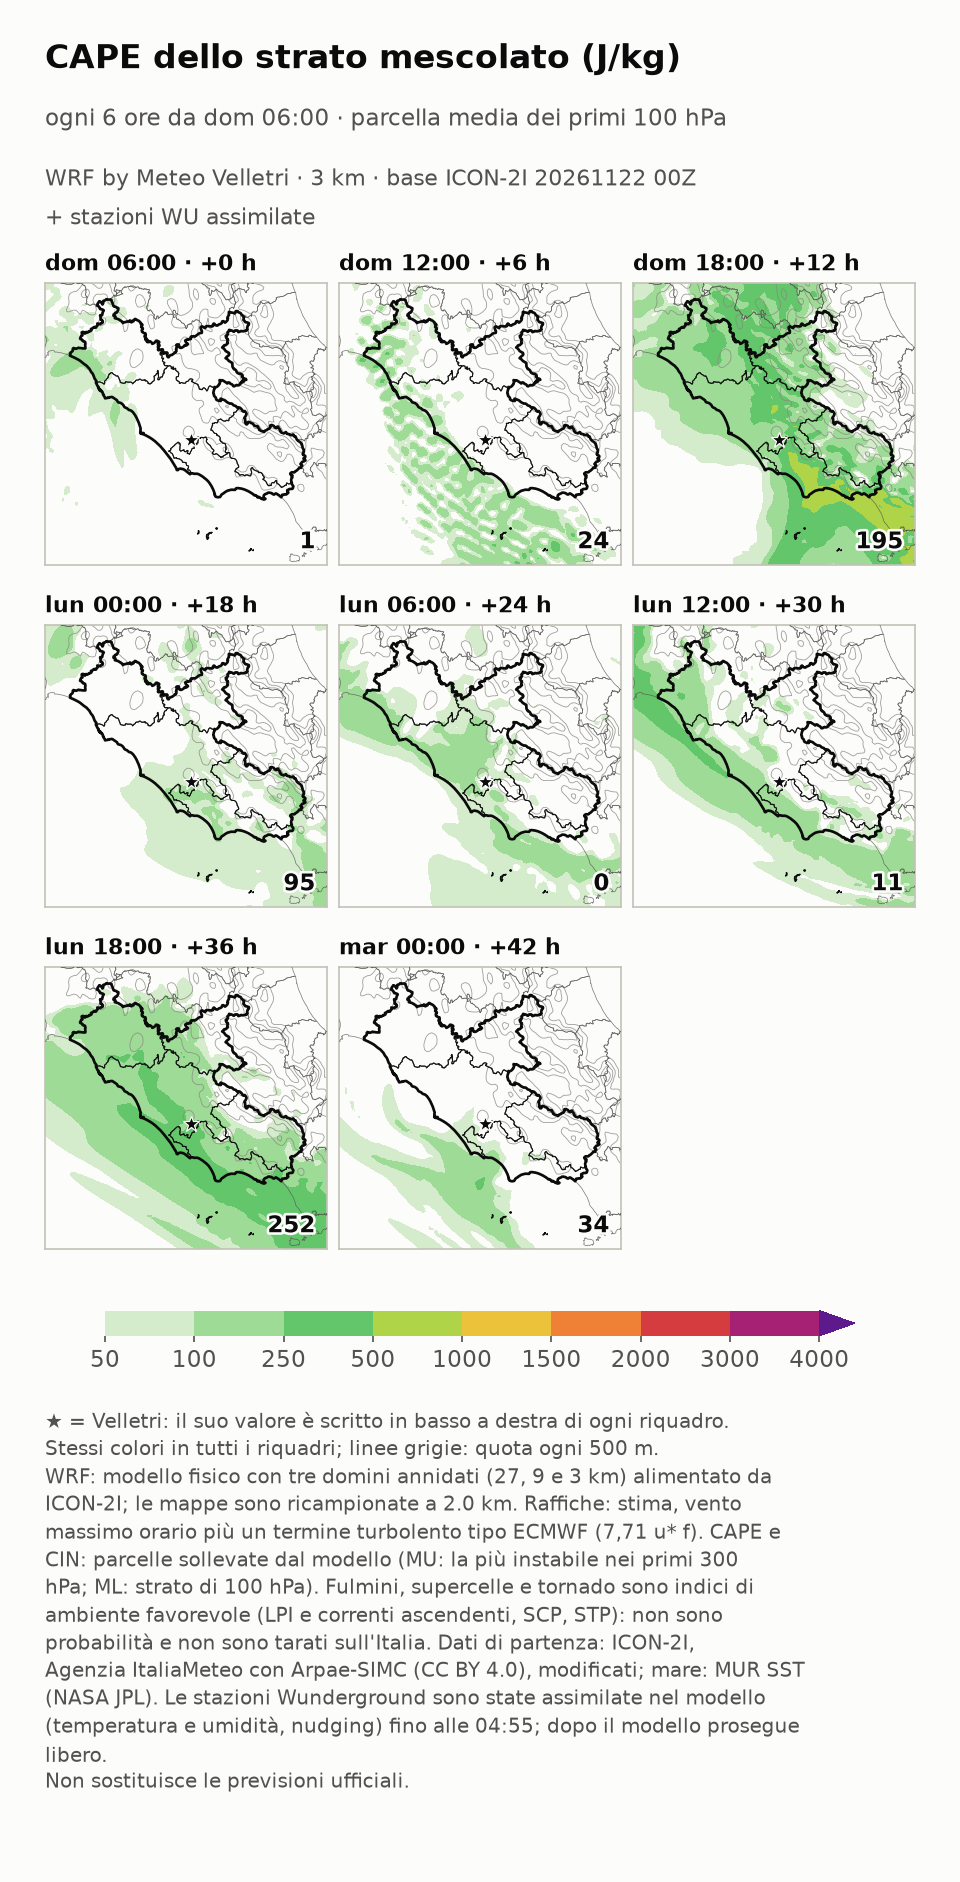 CAPE dello strato mescolato (J/kg)
ogni 6 ore da dom 06:00 · parcella media dei primi 100 hPa
WRF by Meteo Velletri · 3 km · base ICON-2I 20261122 00Z
+ stazioni WU assimilate
dom 06:00 · +0 h
dom 12:00 · +6 h
dom 18:00 · +12 h
1
24
195
lun 00:00 · +18 h
lun 06:00 · +24 h
lun 12:00 · +30 h
95
0
11
lun 18:00 · +36 h
mar 00:00 · +42 h
252
34
50 100 250 500 1000 1500 2000 3000 4000
★ = Velletri: il suo valore è scritto in basso a destra di ogni riquadro.
Stessi colori in tutti i riquadri; linee grigie: quota ogni 500 m.
WRF: modello fisico con tre domini annidati (27, 9 e 3 km) alimentato da
ICON-2I; le mappe sono ricampionate a 2.0 km. Raffiche: stima, vento
massimo orario più un termine turbolento tipo ECMWF (7,71 u* f). CAPE e
CIN: parcelle sollevate dal modello (MU: la più instabile nei primi 300
hPa; ML: strato di 100 hPa). Fulmini, supercelle e tornado sono indici di
ambiente favorevole (LPI e correnti ascendenti, SCP, STP): non sono
probabilità e non sono tarati sull'Italia. Dati di partenza: ICON-2I,
Agenzia ItaliaMeteo con Arpae-SIMC (CC BY 4.0), modificati; mare: MUR SST
(NASA JPL). Le stazioni Wunderground sono state assimilate nel modello
(temperatura e umidità, nudging) fino alle 04:55; dopo il modello prosegue
libero.
Non sostituisce le previsioni ufficiali.